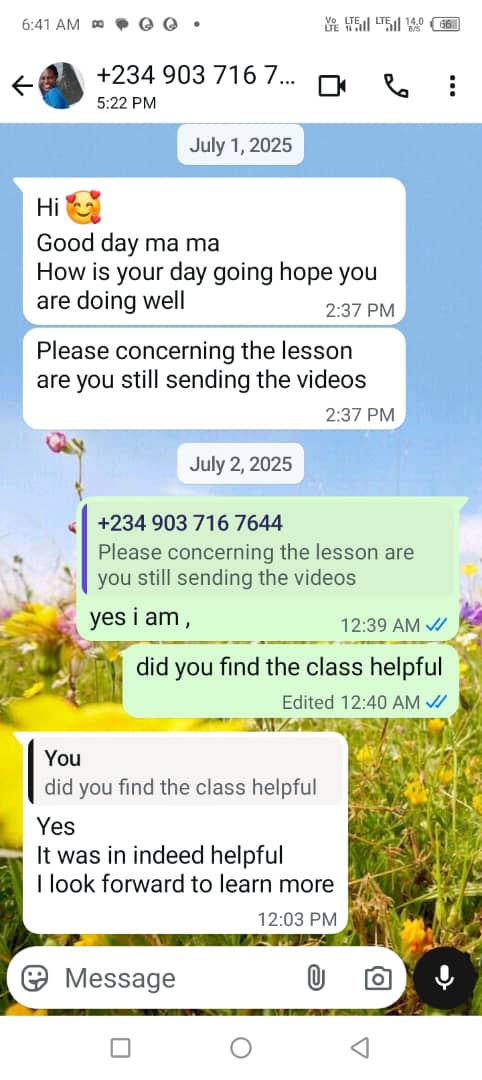 6:41 AM
Vo LTE LTE LTE 14.0 B/S 66
+234 903 716 7...
5:22 PM
July 1, 2025
Hi 🥰
Good day ma ma
How is your day going hope you
are doing well
2:37 PM
Please concerning the lesson
are you still sending the videos
2:37 PM
July 2, 2025
+234 903 716 7644
Please concerning the lesson are
you still sending the videos
yes i am ,
12:39 AM
did you find the class helpful
Edited 12:40 AM
You
did you find the class helpful
Yes
It was in indeed helpful
I look forward to learn more
12:03 PM
Message